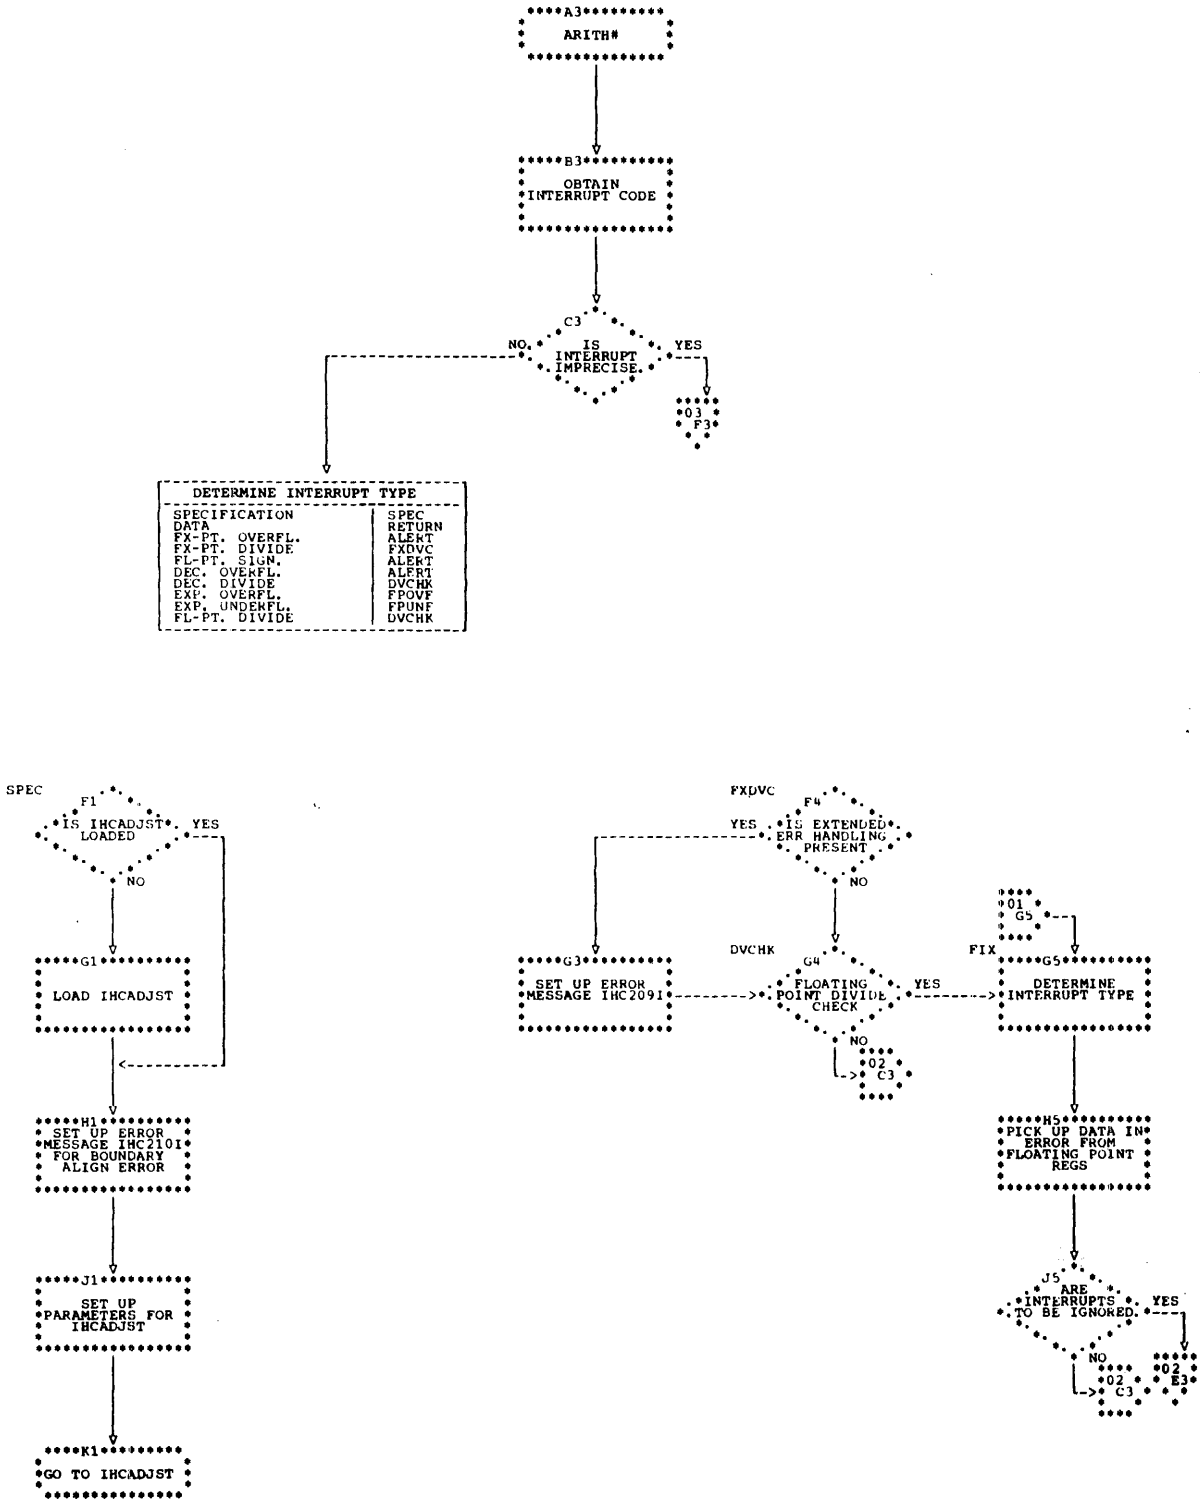 A3
ARITH#
B3
OBTAIN
INTERRUPT CODE
C3
NO
IS
INTERRUPT
IMPRECISE.
YES
03
F3
DETERMINE INTERRUPT TYPE
SPECIFICATION SPEC
DATA RETURN
FX-PT. OVERFL. ALERT
FX-PT. DIVIDE FXDVC
FL-PT. SIGN. ALERT
DEC. OVERFL. ALERT
DEC. DIVIDE DVCHK
EXP. OVERFL. FPOVF
EXP. UNDERFL. FPUNF
FL-PT. DIVIDE DVCHK
SPEC
F1
IS IHCADJST
LOADED
YES
NO
G1
LOAD IHCADJST
H1
SET UP ERROR
MESSAGE IHC210I
FOR BOUNDARY
ALIGN ERROR
J1
SET UP
PARAMETERS FOR
IHCADJST
K1
GO TO IHCADJST
FXDVC
F4
YES
IS EXTENDED
ERR HANDLING
PRESENT
NO
G3
SET UP ERROR
MESSAGE IHC209I
DVCHK
G4
FLOATING
POINT DIVIDE
CHECK
YES
NO
02
C3
01
G5
FIX
G5
DETERMINE
INTERRUPT TYPE
H5
PICK UP DATA IN
ERROR FROM
FLOATING POINT
REGS
J5
ARE
INTERRUPTS
TO BE IGNORED.
YES
NO
02
C3
02
E3